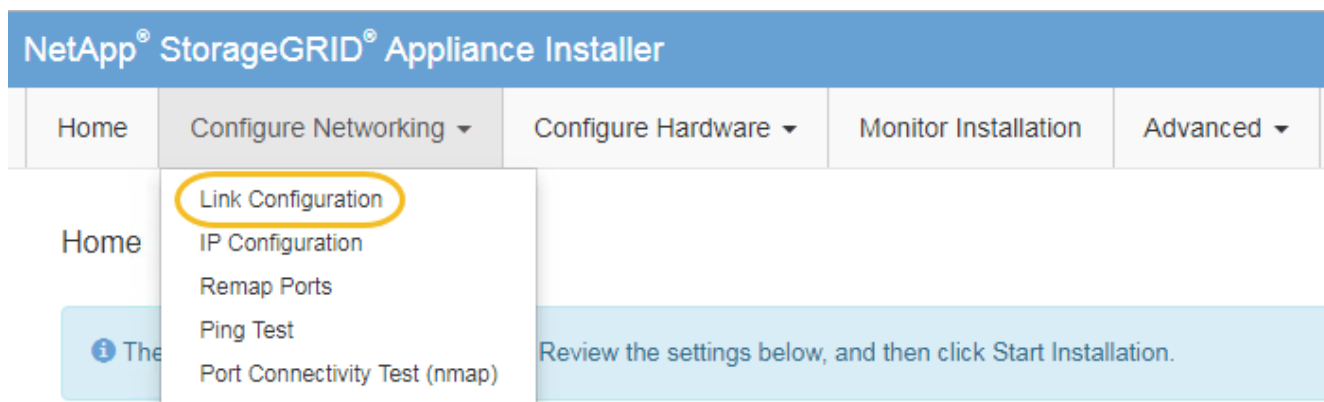 NetApp® StorageGRID® Appliance Installer
Home Configure Networking Configure Hardware Monitor Installation Advanced
Link Configuration
Home IP Configuration
Remap Ports
Ping Test
The Review the settings below, and then click Start Installation.
Port Connectivity Test (nmap)